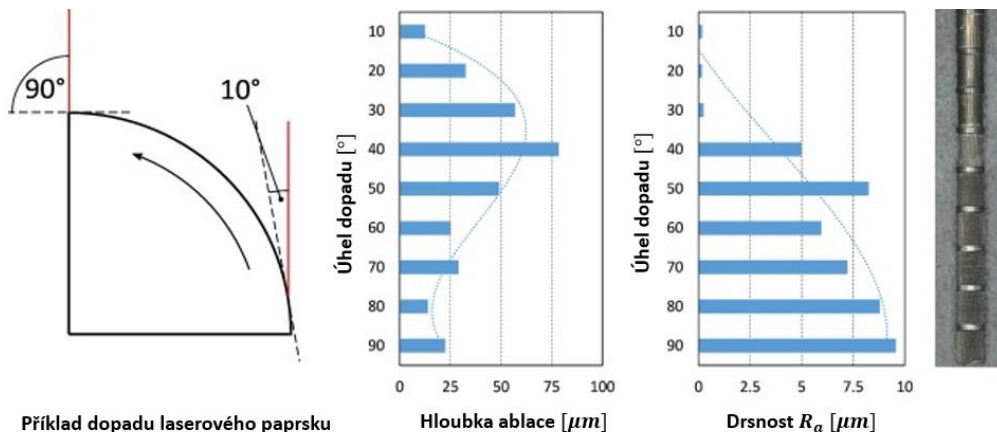 90°
10°
Příklad dopadu laserového paprsku
Úhel dopadu [°]
10
20
30
40
50
60
70
80
90
0 25 50 75 100
Hloubka ablace [μm]
Úhel dopadu [°]
10
20
30
40
50
60
70
80
90
0 2.5 5 7.5 10
Drsnost Ra [μm]